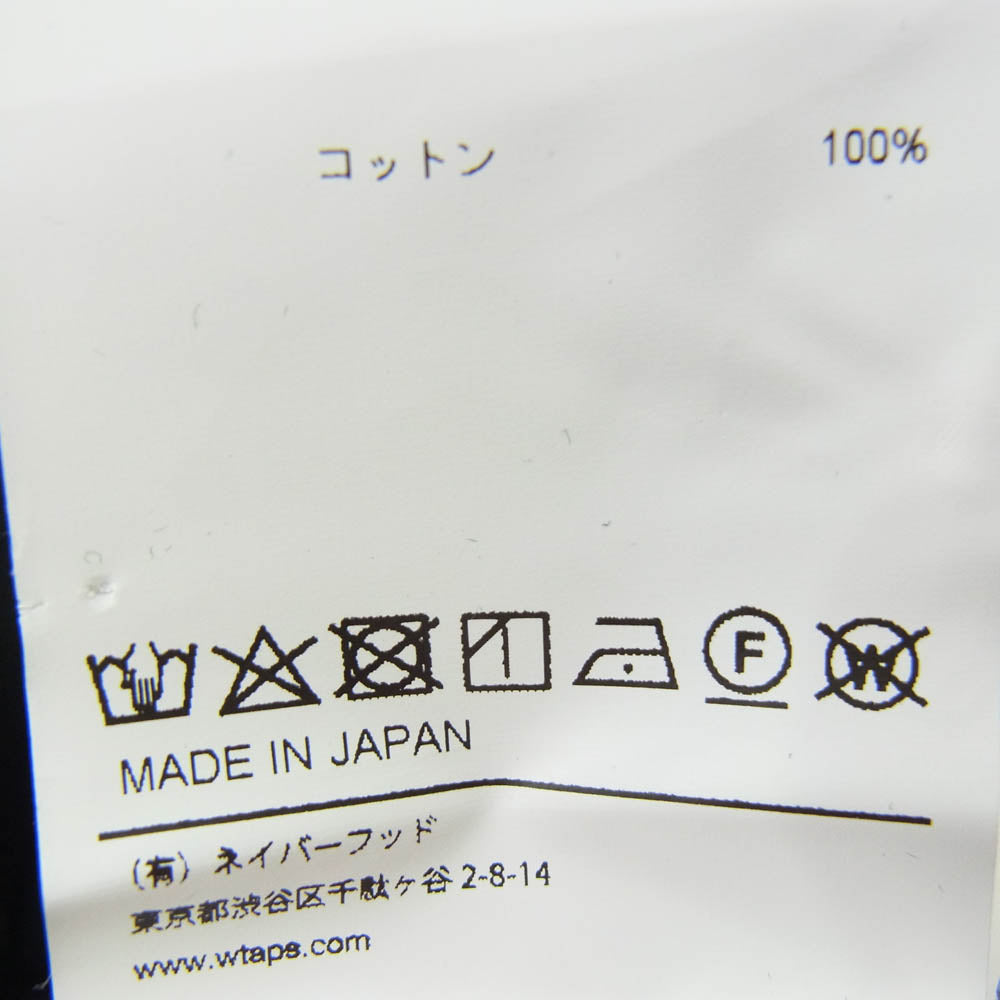 コットン 100%
F W
MADE IN JAPAN
(有) ネイバーフッド
東京都渋谷区千駄ケ谷 2-8-14
www.wtaps.com